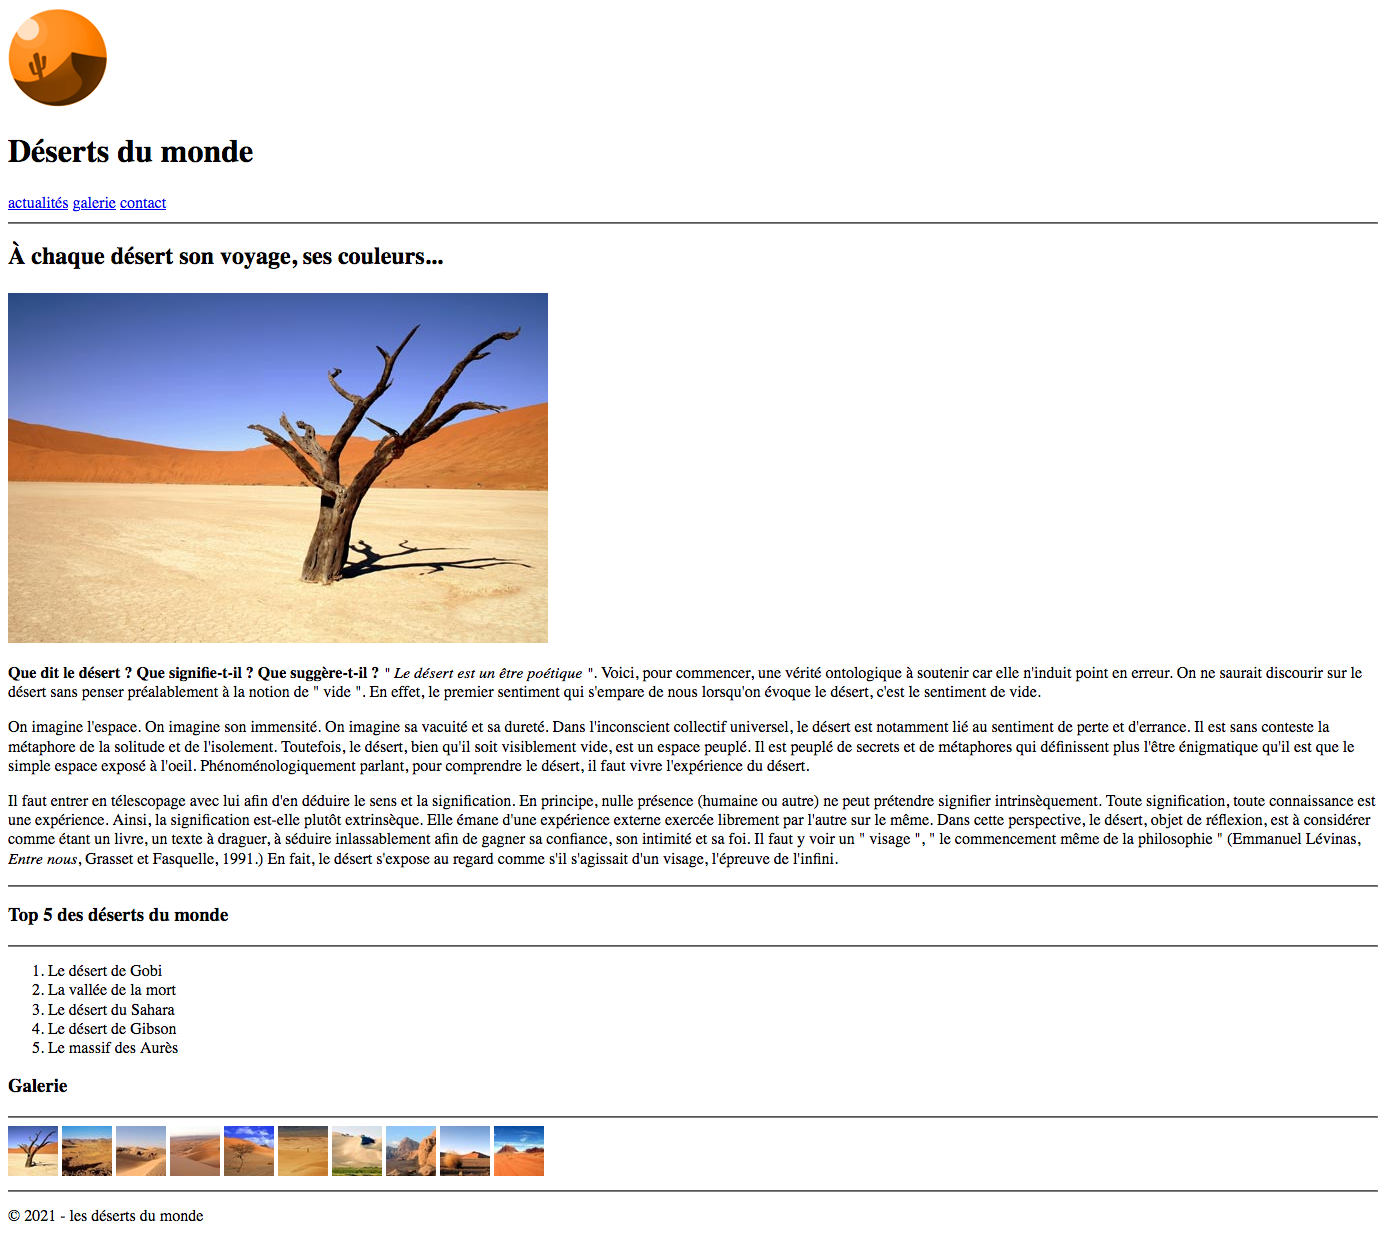 Déserts du monde
actualités galerie contact
À chaque désert son voyage, ses couleurs...
Que dit le désert ? Que signifie-t-il ? Que suggère-t-il ? " Le désert est un être poétique ". Voici, pour commencer, une vérité ontologique à soutenir car elle n'induit point en erreur. On ne saurait discourir sur le
désert sans penser préalablement à la notion de " vide ". En effet, le premier sentiment qui s'empare de nous lorsqu'on évoque le désert, c'est le sentiment de vide.
On imagine l'espace. On imagine son immensité. On imagine sa vacuité et sa dureté. Dans l'inconscient collectif universel, le désert est notamment lié au sentiment de perte et d'errance. Il est sans conteste la
métaphore de la solitude et de l'isolement. Toutefois, le désert, bien qu'il soit visiblement vide, est un espace peuplé. Il est peuplé de secrets et de métaphores qui définissent plus l'être énigmatique qu'il est que le
simple espace exposé à l'oeil. Phénoménologiquement parlant, pour comprendre le désert, il faut vivre l'expérience du désert.
Il faut entrer en télescopage avec lui afin d'en déduire le sens et la signification. En principe, nulle présence (humaine ou autre) ne peut prétendre signifier intrinsèquement. Toute signification, toute connaissance est
une expérience. Ainsi, la signification est-elle plutôt extrinsèque. Elle émane d'une expérience externe exercée librement par l'autre sur le même. Dans cette perspective, le désert, objet de réflexion, est à considérer
comme étant un livre, un texte à draguer, à séduire inlassablement afin de gagner sa confiance, son intimité et sa foi. Il faut y voir un " visage ", " le commencement même de la philosophie " (Emmanuel Lévinas,
Entre nous, Grasset et Fasquelle, 1991.) En fait, le désert s'expose au regard comme s'il s'agissait d'un visage, l'épreuve de l'infini.
Top 5 des déserts du monde
1. Le désert de Gobi
2. La vallée de la mort
3. Le désert du Sahara
4. Le désert de Gibson
5. Le massif des Aurès
Galerie
© 2021 - les déserts du monde